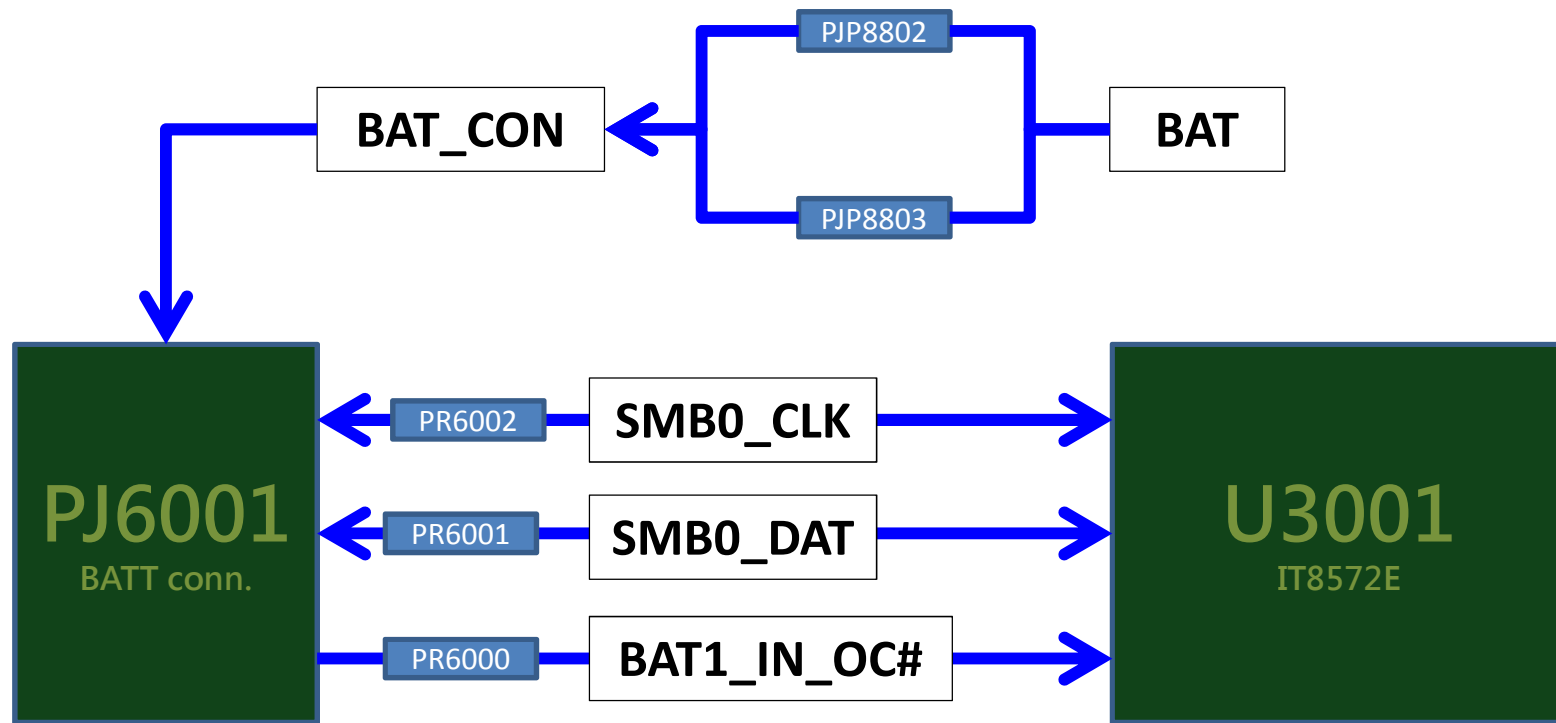 PJP8802
BAT_CON
BAT
PJP8803
PR6002
SMB0_CLK
PJ6001
BATT conn.
PR6001
SMB0_DAT
U3001
IT8572E
PR6000
BAT1_IN_OC#